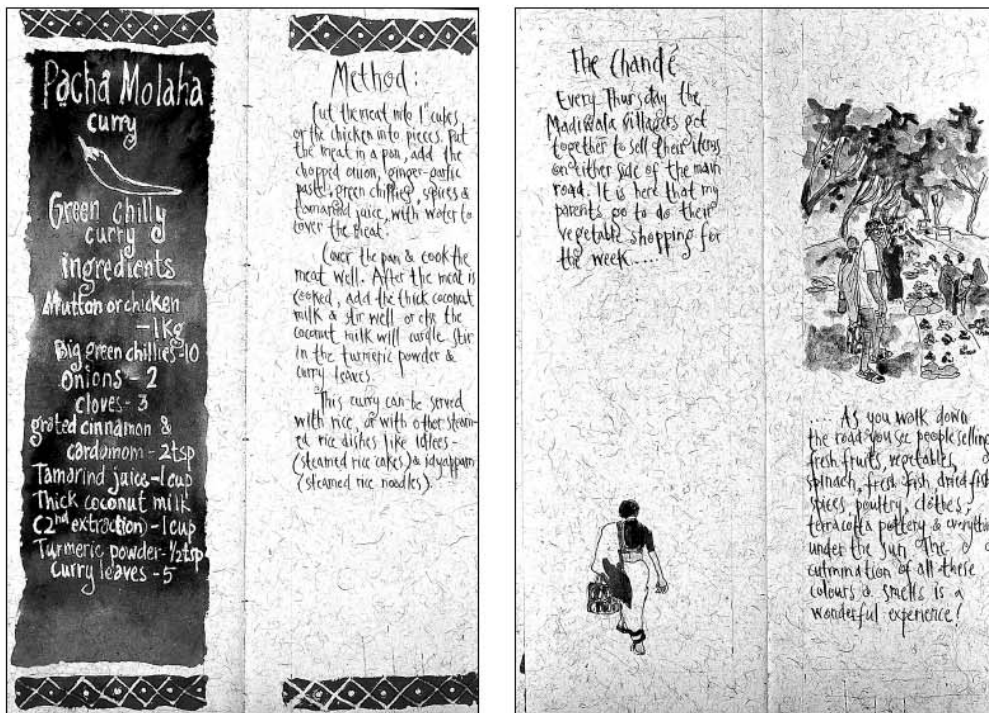 Pacha Molaha
curry
Green chilly
curry
ingredients
Mutton or chicken
-1Kg
Big green chillies-10
Onions - 2
cloves - 3
grated cinnamon &
cardamom - 2tsp
Tamarind juice-1cup
Thick coconut milk
(2nd extraction)-1cup
Turmeric powder-½tsp
Curry leaves - 5
Method:
Cut the meat into 1" cubes
or the chicken into pieces. Put
the meat in a pan, add the
chopped onion, ginger-garlic
paste, green chillies, spices &
tamarind juice, with water to
cover the meat.
Cover the pan & cook the
meat well. After the meat is
cooked, add the thick coconut
milk & stir well or else the
coconut milk will curdle. Stir
in the turmeric powder &
curry leaves.
This curry can be served
with rice, or with other steam-
ed rice dishes like Idlees -
(steamed rice cakes) & idyappam
(steamed rice noodles).
The Chandé
Every Thursday the
Madiwala villagers get
together to sell their items
on either side of the main
road. It is here that my
parents go to do their
vegetable shopping for
the week.....
.... As you walk down
the road you see people selling
fresh fruits, vegetables,
spinach, fresh fish, dried fish
spices, poultry, clothes,
terracotta pottery & everything
under the sun. The
culmination of all these
colours & smells is a
wonderful experience!